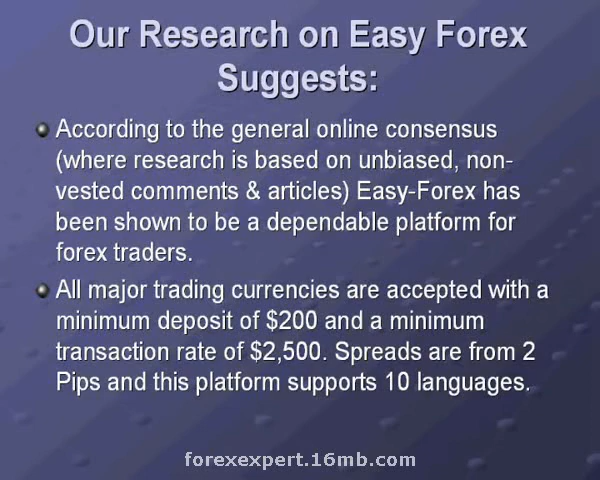 Our Research on Easy Forex
Suggests:
According to the general online consensus
(where research is based on unbiased, non-
vested comments & articles) Easy-Forex has
been shown to be a dependable platform for
forex traders.
All major trading currencies are accepted with a
minimum deposit of $200 and a minimum
transaction rate of $2,500. Spreads are from 2
Pips and this platform supports 10 languages.
forexexpert.16mb.com